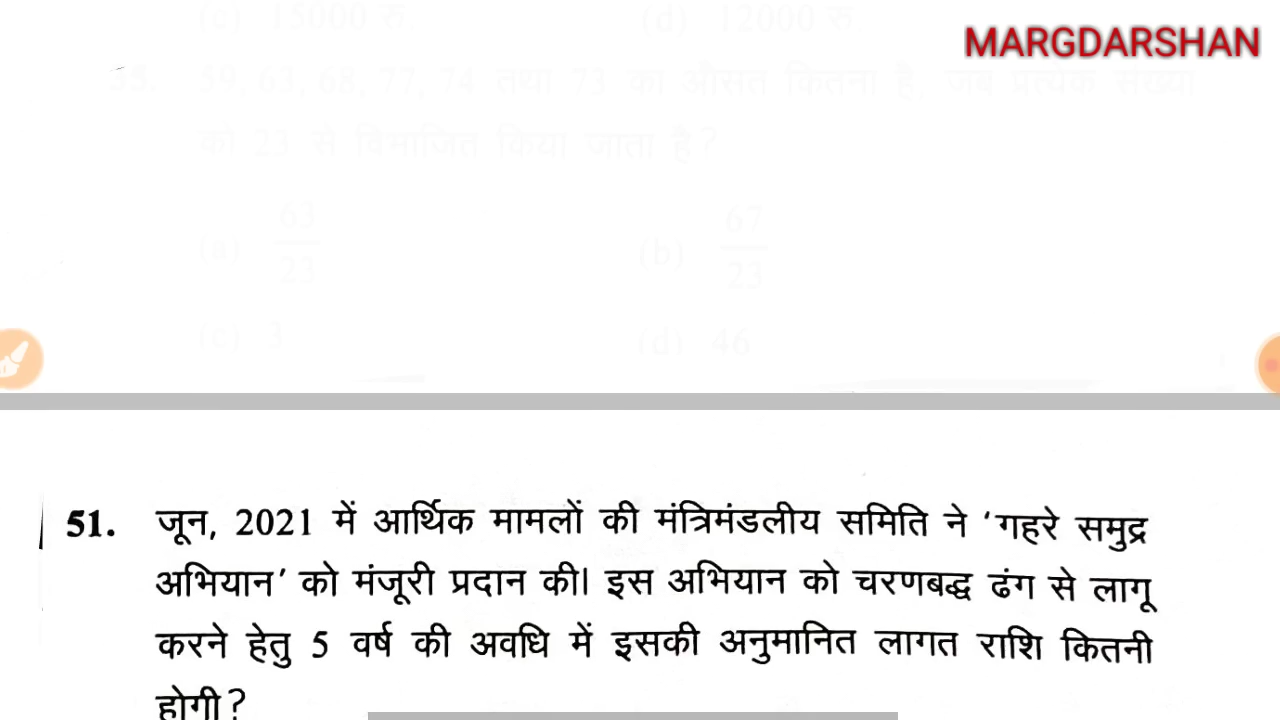 (c) 15000 रु. (d) 12000 रु.
MARGDARSHAN
55. 59, 63, 68, 77, 74 तथा 73 का औसत कितना है, जब प्रत्येक संख्या
को 23 से विभाजित किया जाता है?
(a) 63/23 (b) 67/23
(c) 3 (d) 46
51. जून, 2021 में आर्थिक मामलों की मंत्रिमंडलीय समिति ने ‘गहरे समुद्र
अभियान’ को मंजूरी प्रदान की। इस अभियान को चरणबद्ध ढंग से लागू
करने हेतु 5 वर्ष की अवधि में इसकी अनुमानित लागत राशि कितनी
होगी?